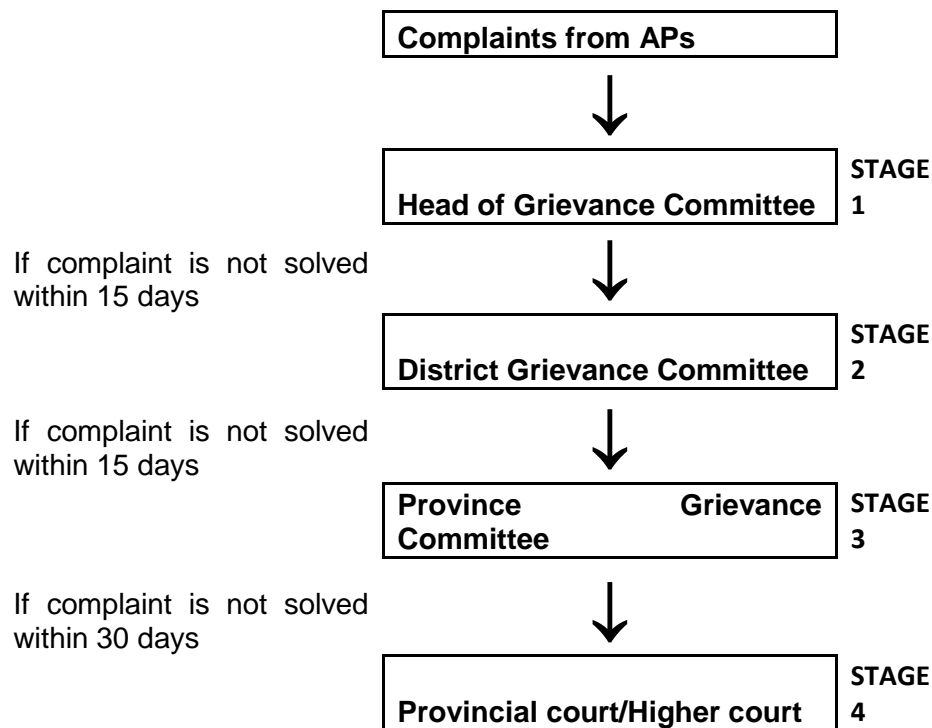 Complaints from APs
STAGE
Head of Grievance Committee 1
If complaint is not solved
within 15 days
STAGE
District Grievance Committee 2
If complaint is not solved
within 15 days
Province Grievance STAGE
Committee 3
If complaint is not solved
within 30 days
STAGE
Provincial court/Higher court 4